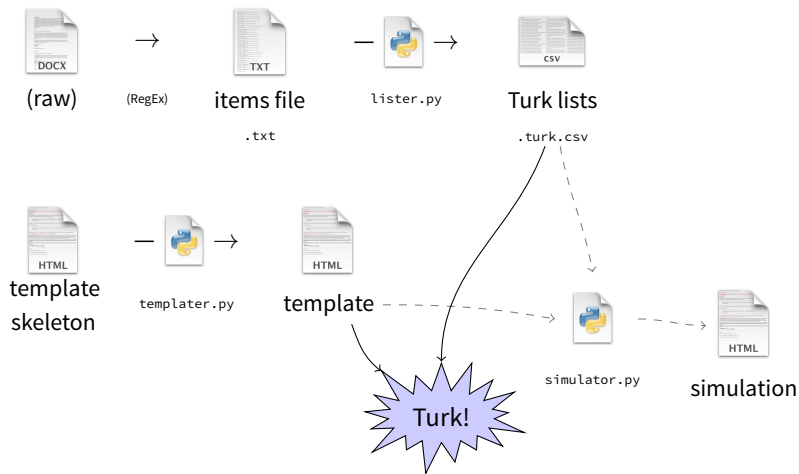 DOCX
TXT
CSV
(raw)
(RegEx)
items file
lister.py
Turk lists
.txt
.turk.csv
HTML
HTML
template
skeleton
templater.py
template
HTML
simulator.py
simulation
Turk!